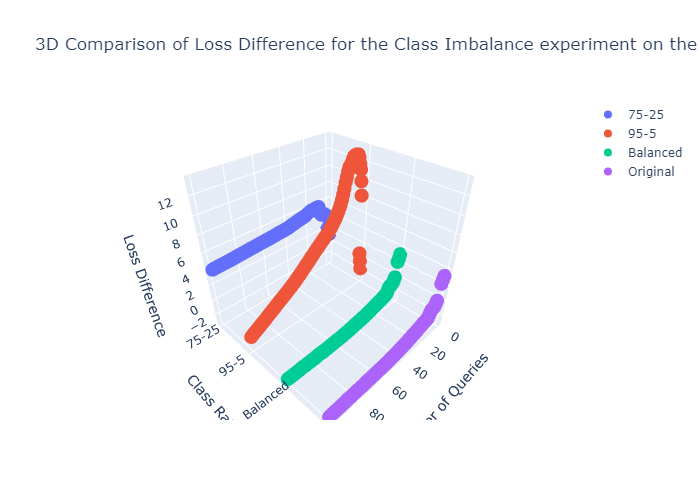 3D Comparison of Loss Difference for the Class Imbalance experiment on the
75-25
95-5
Balanced
Original
12
10
8
6
4
2
0
−2
Loss Difference
75-25
95-5
Balanced
Class Ra
0
20
40
60
80
er of Queries